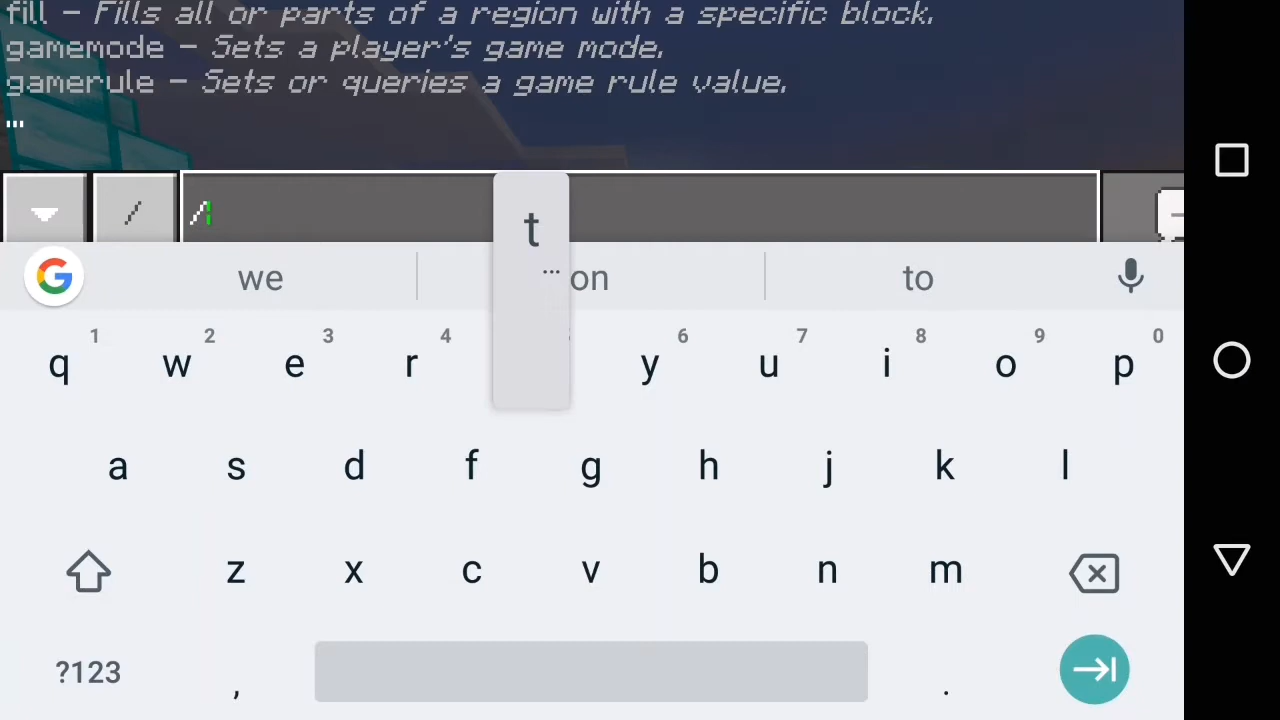 fill – Fills all or parts of a region with a specific block.
gamemode – Sets a player's game mode.
gamerule – Sets or queries a game rule value.
...
/ /
t
G we ... on to
1 2 3 4 6 7 8 9 0
q w e r y u i o p
a s d f g h j k l
z x c v b n m
?123 , .